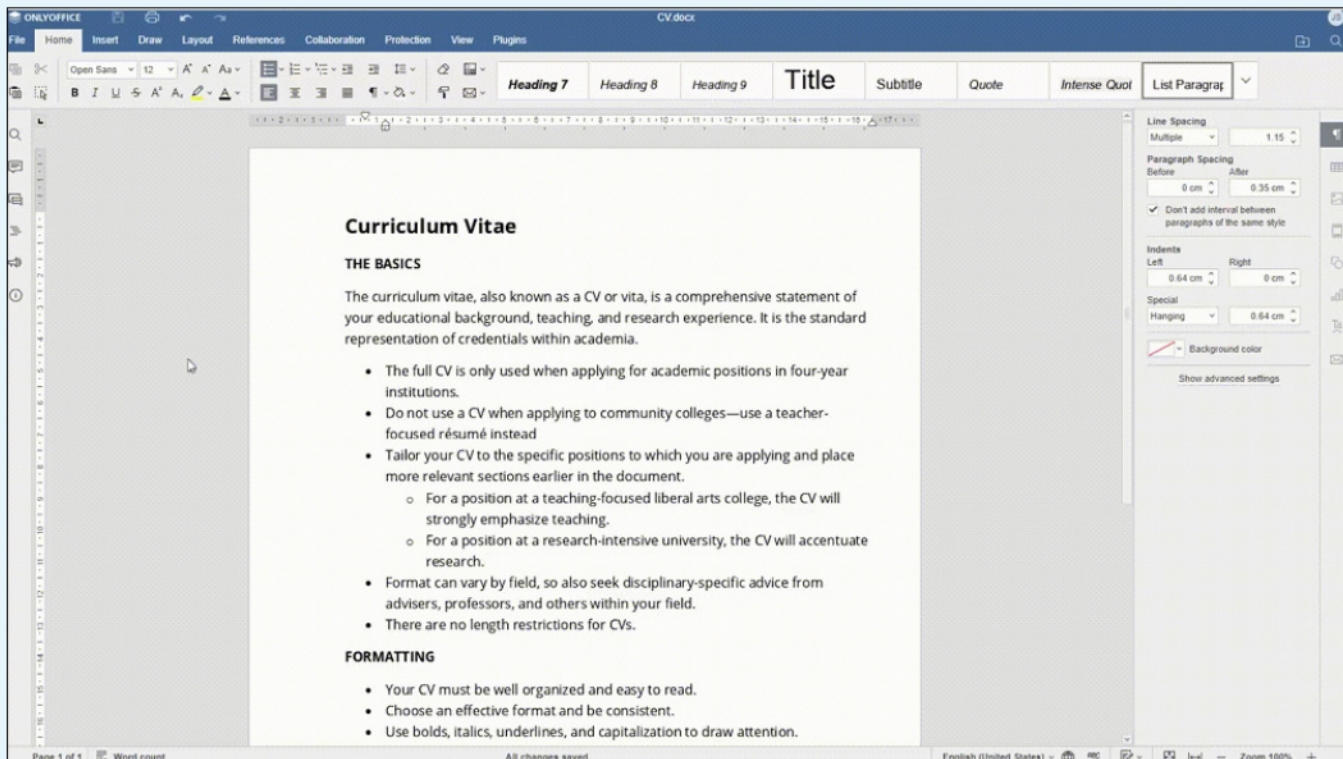 ONLYOFFICE
CV.docx
File Home Insert Draw Layout References Collaboration Protection View Plugins
Open Sans 12
Heading 7 Heading 8 Heading 9 Title Subtitle Quote Intense Quot List Paragrap
Line Spacing
Multiple 1.15
Paragraph Spacing
Before After
0 cm 0.35 cm
Don't add interval between
paragraphs of the same style
Indents
Left Right
0.64 cm 0 cm
Special
Hanging 0.64 cm
Background color
Show advanced settings
Curriculum Vitae
THE BASICS
The curriculum vitae, also known as a CV or vita, is a comprehensive statement of
your educational background, teaching, and research experience. It is the standard
representation of credentials within academia.
• The full CV is only used when applying for academic positions in four-year
institutions.
• Do not use a CV when applying to community colleges—use a teacher-
focused résumé instead
• Tailor your CV to the specific positions to which you are applying and place
more relevant sections earlier in the document.
o For a position at a teaching-focused liberal arts college, the CV will
strongly emphasize teaching.
o For a position at a research-intensive university, the CV will accentuate
research.
• Format can vary by field, so also seek disciplinary-specific advice from
advisers, professors, and others within your field.
• There are no length restrictions for CVs.
FORMATTING
• Your CV must be well organized and easy to read.
• Choose an effective format and be consistent.
• Use bolds, italics, underlines, and capitalization to draw attention.
Page 1 of 1 Word count All changes saved English (United States) Zoom 100%